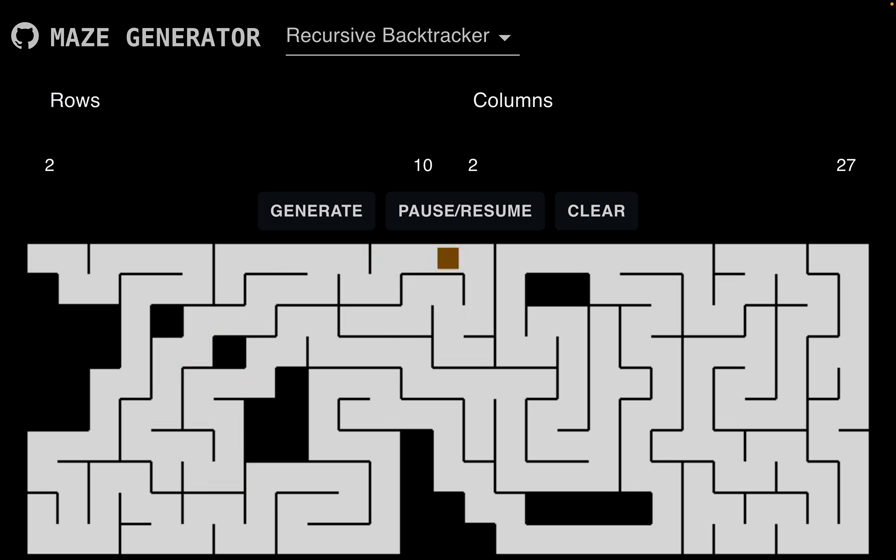 MAZE GENERATOR Recursive Backtracker
Rows Columns
2 10 2 27
GENERATE PAUSE/RESUME CLEAR